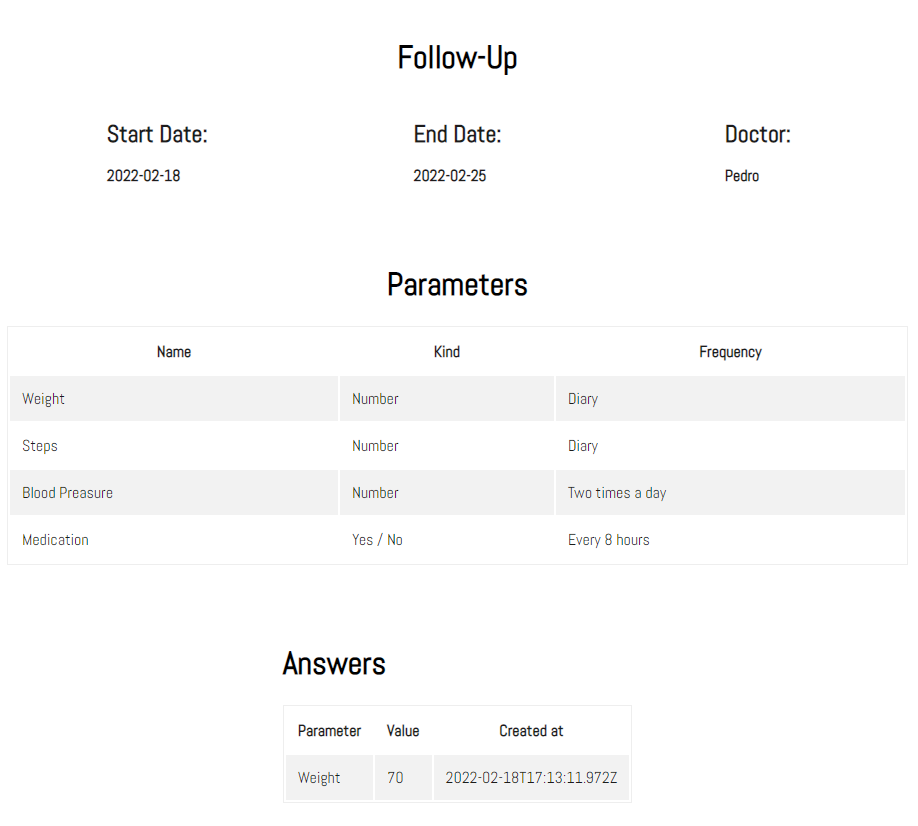 Follow-Up
Start Date: End Date: Doctor:
2022-02-18 2022-02-25 Pedro
Parameters
Name Kind Frequency
Weight Number Diary
Steps Number Diary
Blood Preasure Number Two times a day
Medication Yes / No Every 8 hours
Answers
Parameter Value Created at
Weight 70 2022-02-18T17:13:11.972Z